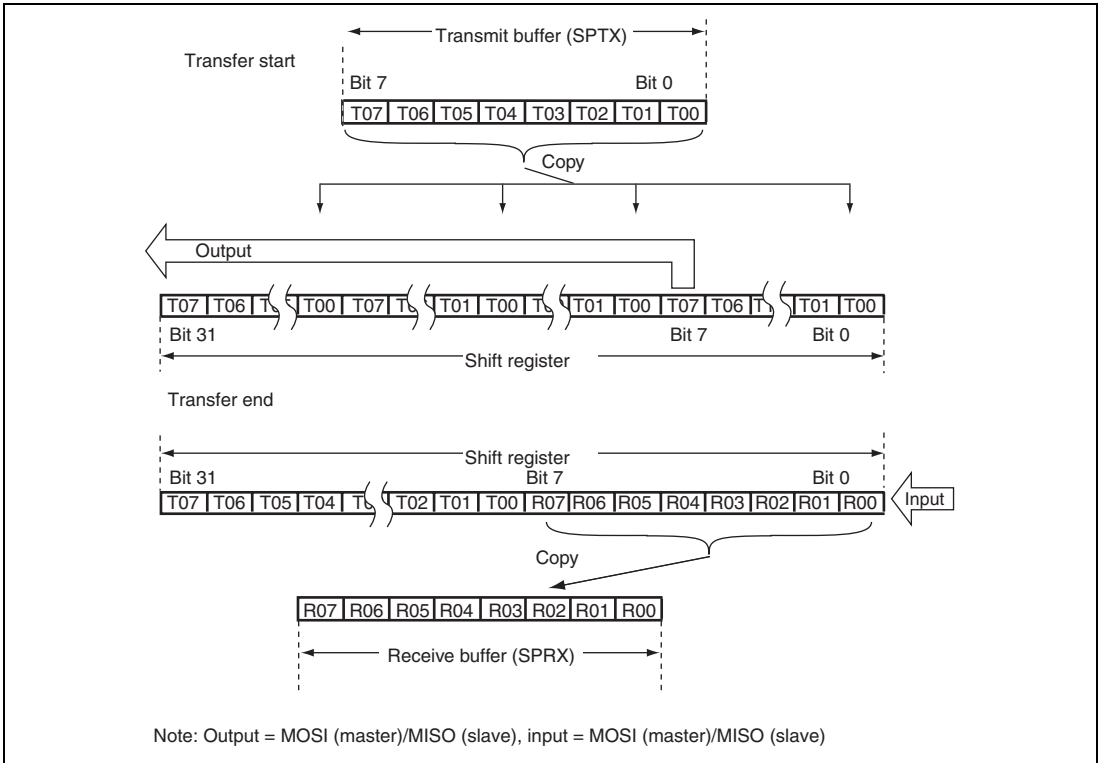 Transmit buffer (SPTX)
Transfer start
Bit 7 Bit 0
T07 T06 T05 T04 T03 T02 T01 T00
Copy
Output
T07 T06 T00 T07 T01 T00 T01 T00 T07 T06 T01 T00
Bit 31 Bit 7 Bit 0
Shift register
Transfer end
Shift register
Bit 31 Bit 7 Bit 0
T07 T06 T05 T04 T02 T01 T00 R07 R06 R05 R04 R03 R02 R01 R00 Input
Copy
R07 R06 R05 R04 R03 R02 R01 R00
Receive buffer (SPRX)
Note: Output = MOSI (master)/MISO (slave), input = MOSI (master)/MISO (slave)